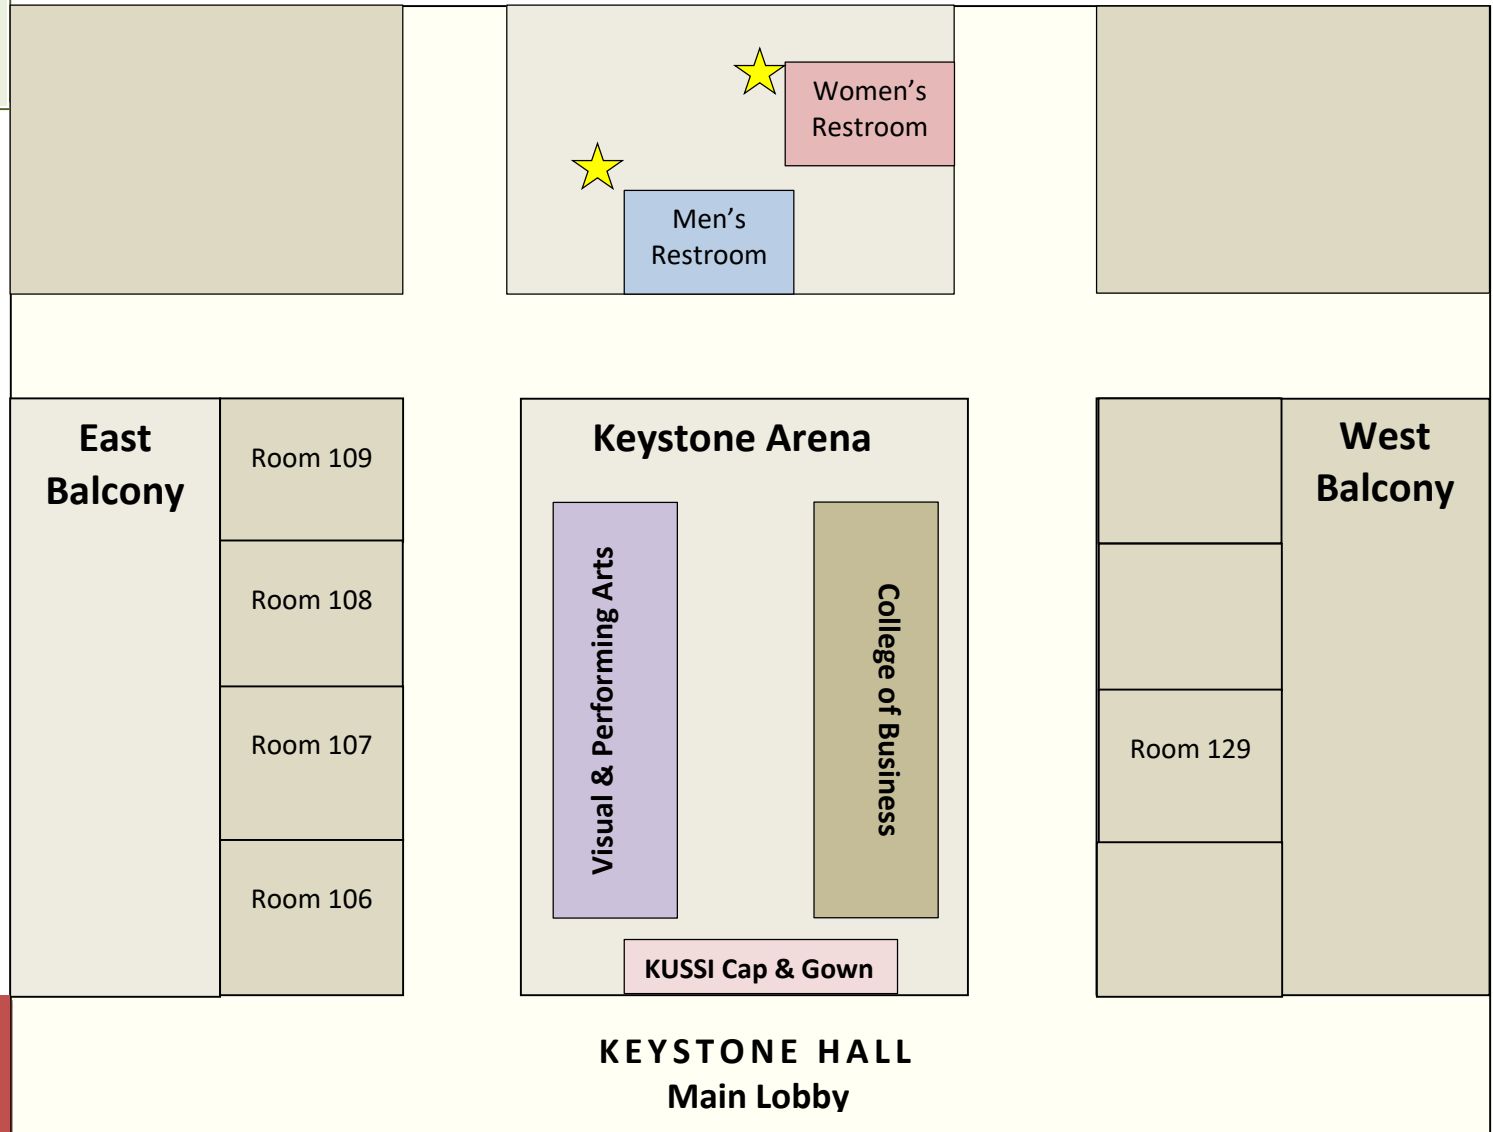 Women's
Restroom
Men's
Restroom
East
Balcony
Room 109
Room 108
Room 107
Room 106
Keystone Arena
Visual & Performing Arts
College of Business
KUSSI Cap & Gown
West
Balcony
Room 129
KEYSTONE HALL
Main Lobby